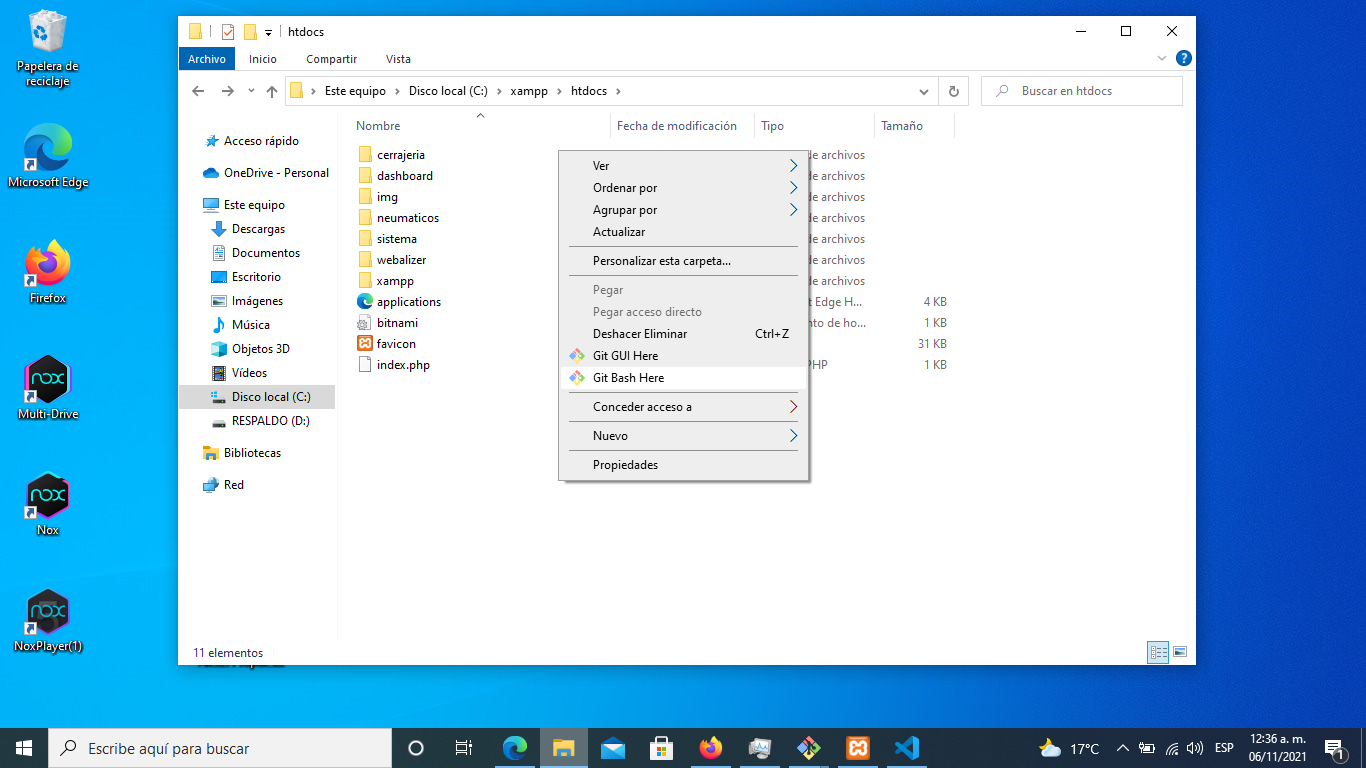 Papelera de
reciclaje
Microsoft Edge
Firefox
Multi-Drive
Nox
NoxPlayer(1)
htdocs
Archivo Inicio Compartir Vista
Este equipo Disco local (C:) xampp htdocs
Buscar en htdocs
Nombre Fecha de modificación Tipo Tamaño
Acceso rápido
OneDrive - Personal
Este equipo
Descargas
Documentos
Escritorio
Imágenes
Música
Objetos 3D
Vídeos
Disco local (C:)
RESPALDO (D:)
Bibliotecas
Red
cerrajeria de archivos
dashboard de archivos
img de archivos
neumaticos de archivos
sistema de archivos
webalizer de archivos
xampp de archivos
applications t Edge H... 4 KB
bitnami nto de ho... 1 KB
favicon 31 KB
index.php PHP 1 KB
Ver
Ordenar por
Agrupar por
Actualizar
Personalizar esta carpeta...
Pegar
Pegar acceso directo
Deshacer Eliminar Ctrl+Z
Git GUI Here
Git Bash Here
Conceder acceso a
Nuevo
Propiedades
11 elementos
Escribe aquí para buscar
17°C
ESP
12:36 a. m.
06/11/2021
1